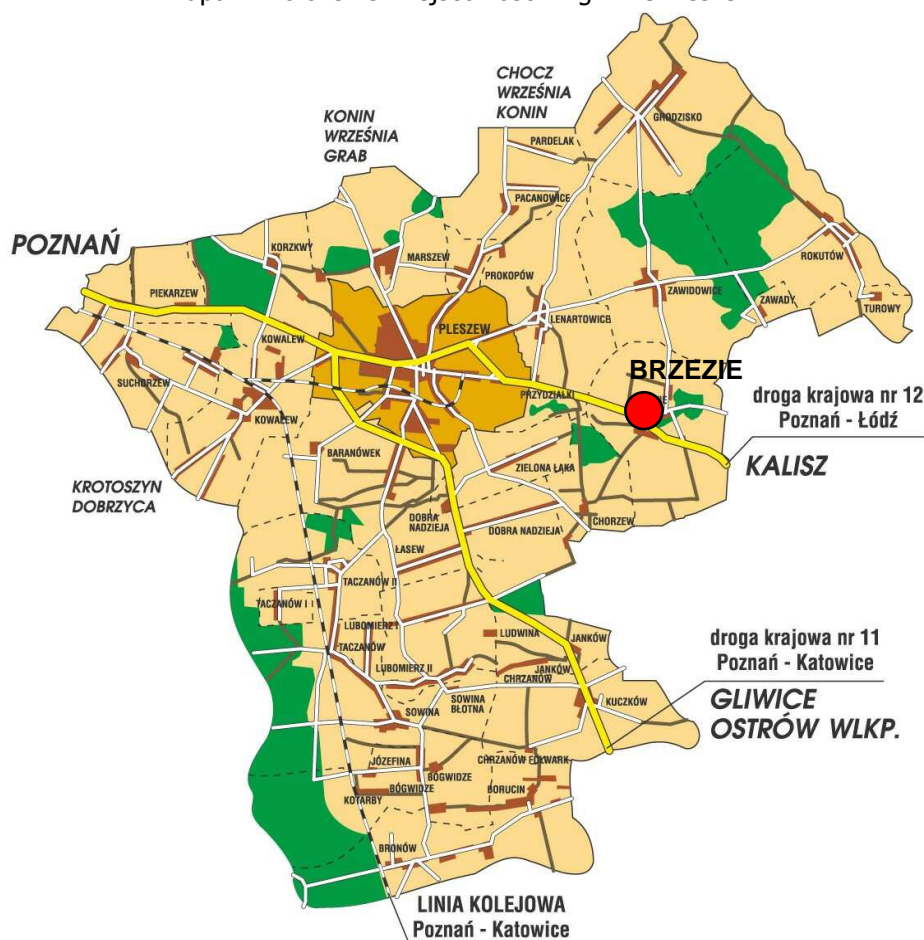 CHOCZ
WRZEŚNIA
KONIN
KONIN
WRZEŚNIA
GRAB
GRODZISKO
PARDELAK
PACANOWICE
POZNAŃ
KORZKWY
MARSZEW
PROKOPÓW
ROKUTÓW
ZAWIDOWICE
ZAWADY
TUROWY
PIEKARZEW
LENARTOWICE
PLESZEW
KOWALEW
BRZEZIE
SUCHORZEW
PRZYDZIAŁKI
droga krajowa nr 12
Poznań - Łódź
KOWALEW
KALISZ
BARANÓWEK
ZIELONA ŁĄKA
KROTOSZYN
DOBRZYCA
DOBRA
NADZIEJA
CHORZEW
DOBRA NADZIEJA
ŁASEW
TACZANÓW II
TACZANÓW I
LUBOMIERZ I
LUDWINA
JANKÓW
droga krajowa nr 11
Poznań - Katowice
TACZANÓW
LUBOMIERZ II
JANKÓW
CHRZANÓW
GLIWICE
OSTRÓW WLKP.
SOWINA
BŁOTNA
KUCZKÓW
SOWINA
JÓZEFINA
CHRZANÓW FOLWARK
BÓGWIDZE
BÓGWIDZE
BORUCIN
KOTARBY
BRONÓW
LINIA KOLEJOWA
Poznań - Katowice